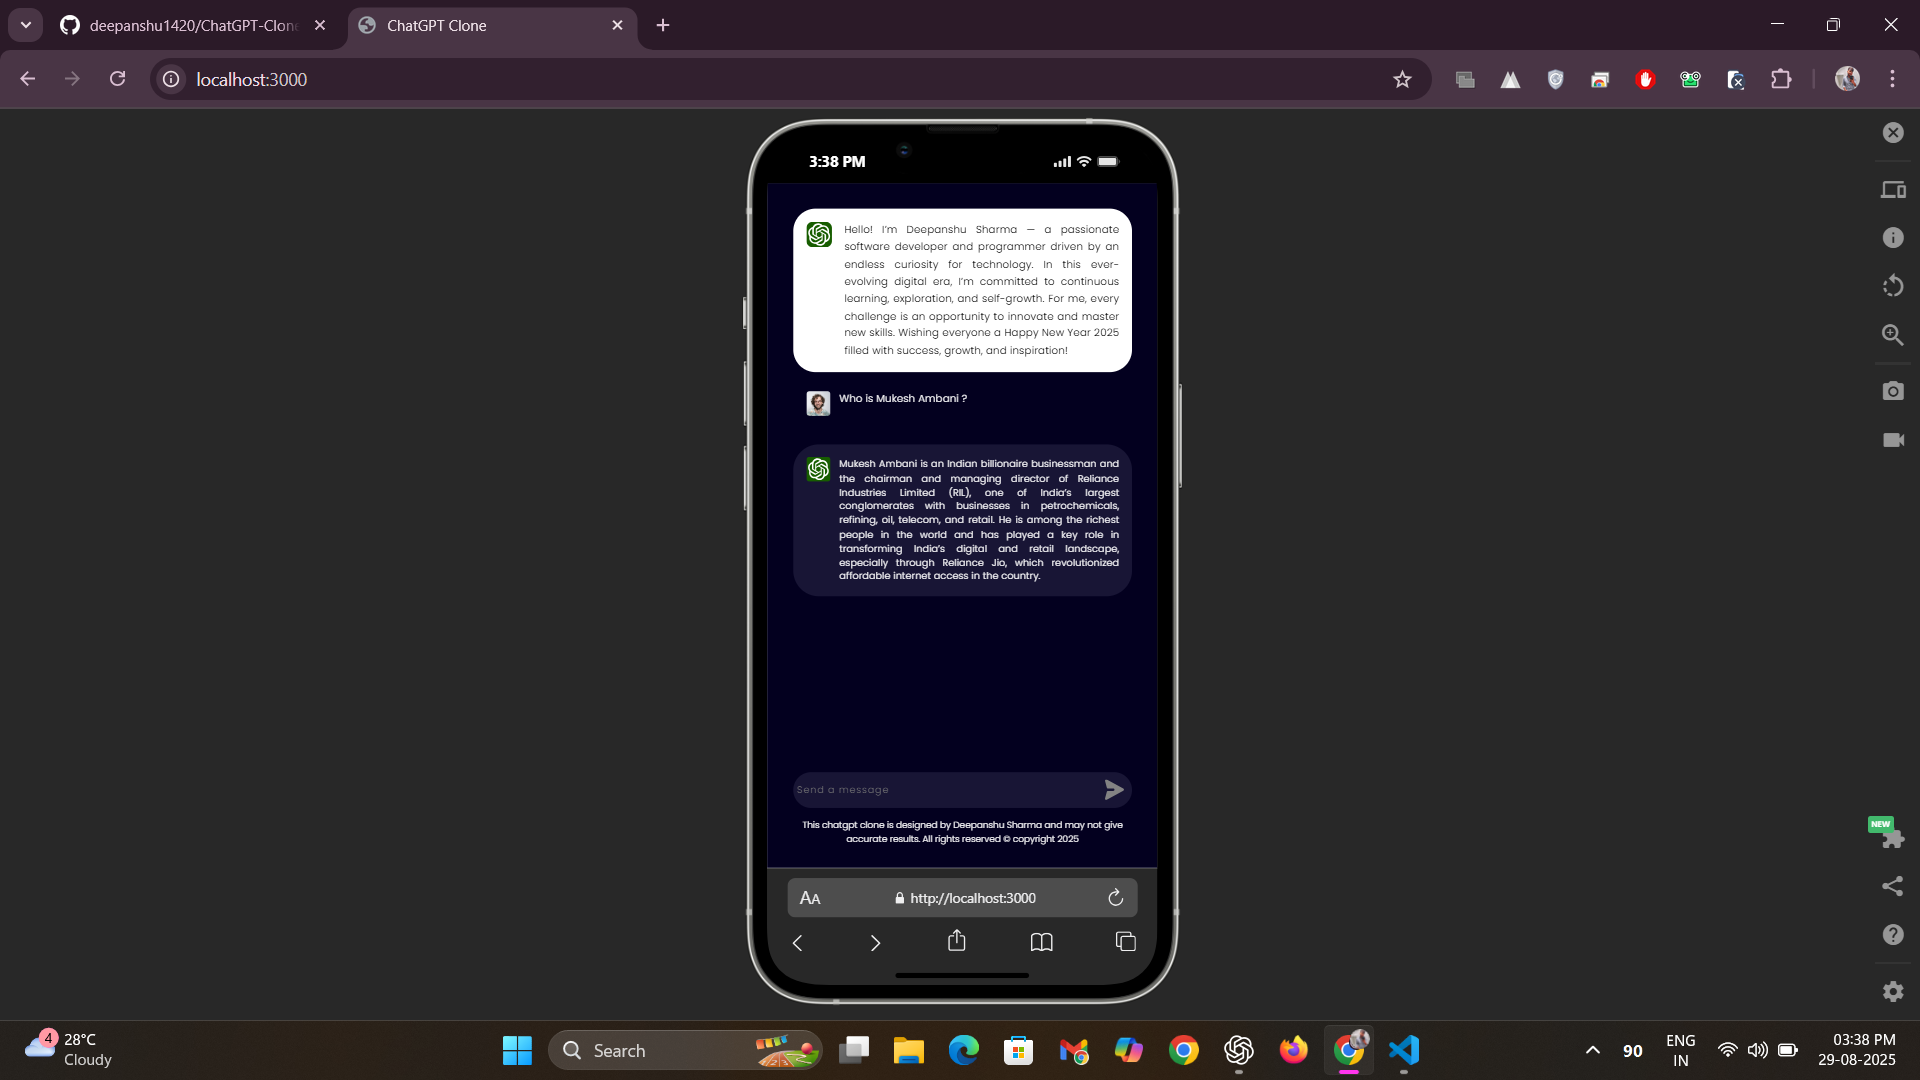 deepanshu1420/ChatGPT-Clon
ChatGPT Clone
localhost:3000
3:38 PM
Hello! I'm Deepanshu Sharma — a passionate
software developer and programmer driven by an
endless curiosity for technology. In this ever-
evolving digital era, I'm committed to continuous
learning, exploration, and self-growth. For me, every
challenge is an opportunity to innovate and master
new skills. Wishing everyone a Happy New Year 2025
filled with success, growth, and inspiration!
Who is Mukesh Ambani ?
Mukesh Ambani is an Indian billionaire businessman and
the chairman and managing director of Reliance
Industries Limited (RIL), one of India's largest
conglomerates with businesses in petrochemicals,
refining, oil, telecom, and retail. He is among the richest
people in the world and has played a key role in
transforming India's digital and retail landscape,
especially through Reliance Jio, which revolutionized
affordable internet access in the country.
Send a message
This chatgpt clone is designed by Deepanshu Sharma and may not give
accurate results. All rights reserved © copyright 2025
AA
http://localhost:3000
NEW
4
28°C
Cloudy
Search
90
ENG
IN
03:38 PM
29-08-2025